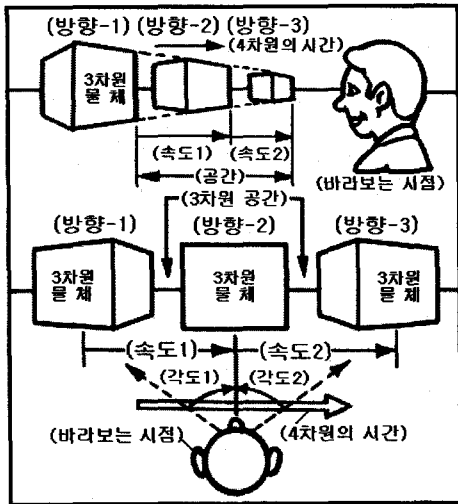 (방향-1) (방향-2) (방향-3)
(4차원의 시간)
3차원
물 체
(속도1) (속도2)
(공간)
(바라보는 시점)
(3차원 공간)
(방향-1) (방향-2) (방향-3)
3차원 3차원 3차원
물 체 물 체 물 체
(속도1) (속도2)
(각도1) (각도2)
(바라보는 시점) (4차원의 시간)